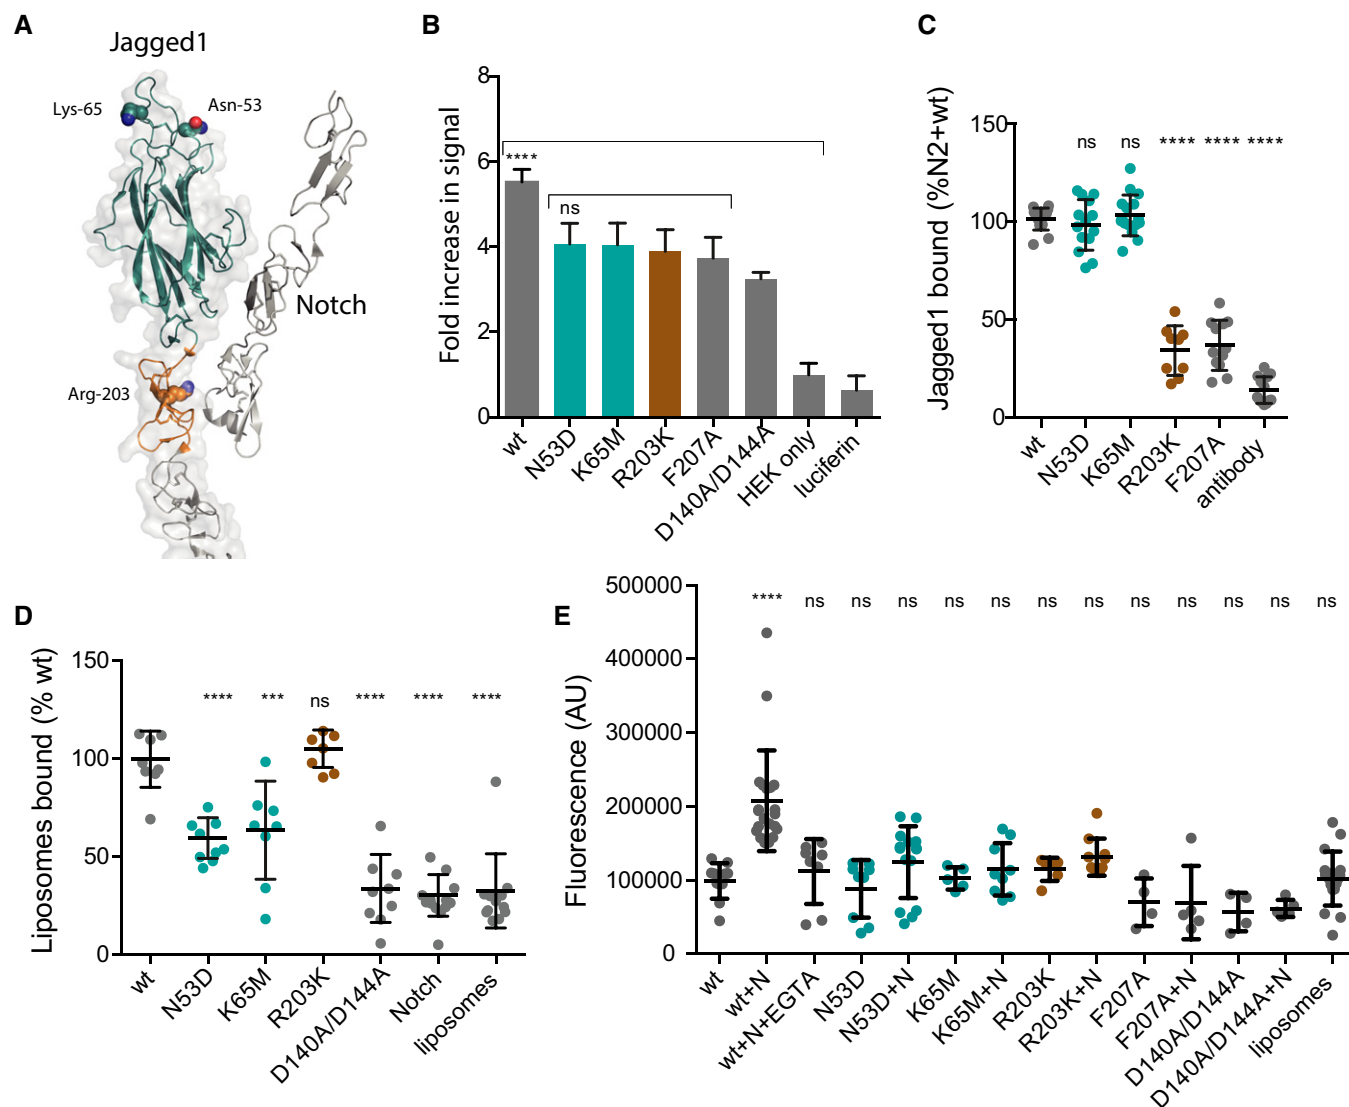 A
Jagged1
Lys-65
Asn-53
Notch
Arg-203
B
Fold increase in signal
8
6
4
2
0
****
ns
wt
N53D
K65M
R203K
F207A
D140A/D144A
HEK only
luciferin
C
Jagged1 bound (%N2+wt)
150
100
50
0
ns ns **** **** ****
wt
N53D
K65M
R203K
F207A
antibody
D
Liposomes bound (% wt)
150
100
50
0
**** *** ns **** **** ****
wt
N53D
K65M
R203K
D140A/D144A
Notch
liposomes
E
Fluorescence (AU)
500000
400000
300000
200000
100000
0
**** ns ns ns ns ns ns ns ns ns ns ns ns
wt
wt+N
wt+N+EGTA
N53D
N53D+N
K65M
K65M+N
R203K
R203K+N
F207A
F207A+N
D140A/D144A
D140A/D144A+N
liposomes